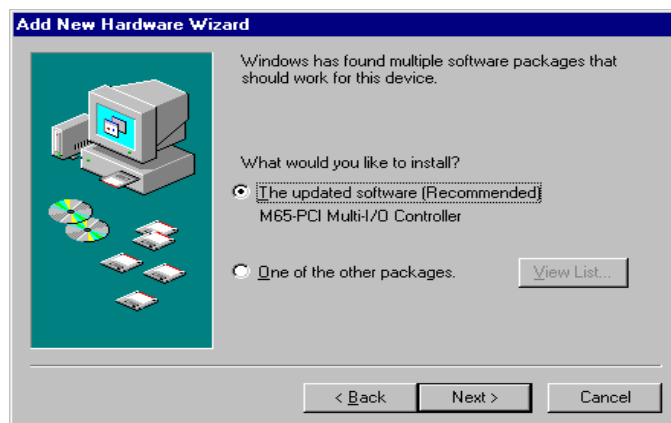 Add New Hardware Wizard
Windows has found multiple software packages that
should work for this device.
What would you like to install?
The updated software (Recommended)
M65-PCI Multi-I/O Controller
One of the other packages.
View List...
< Back
Next >
Cancel